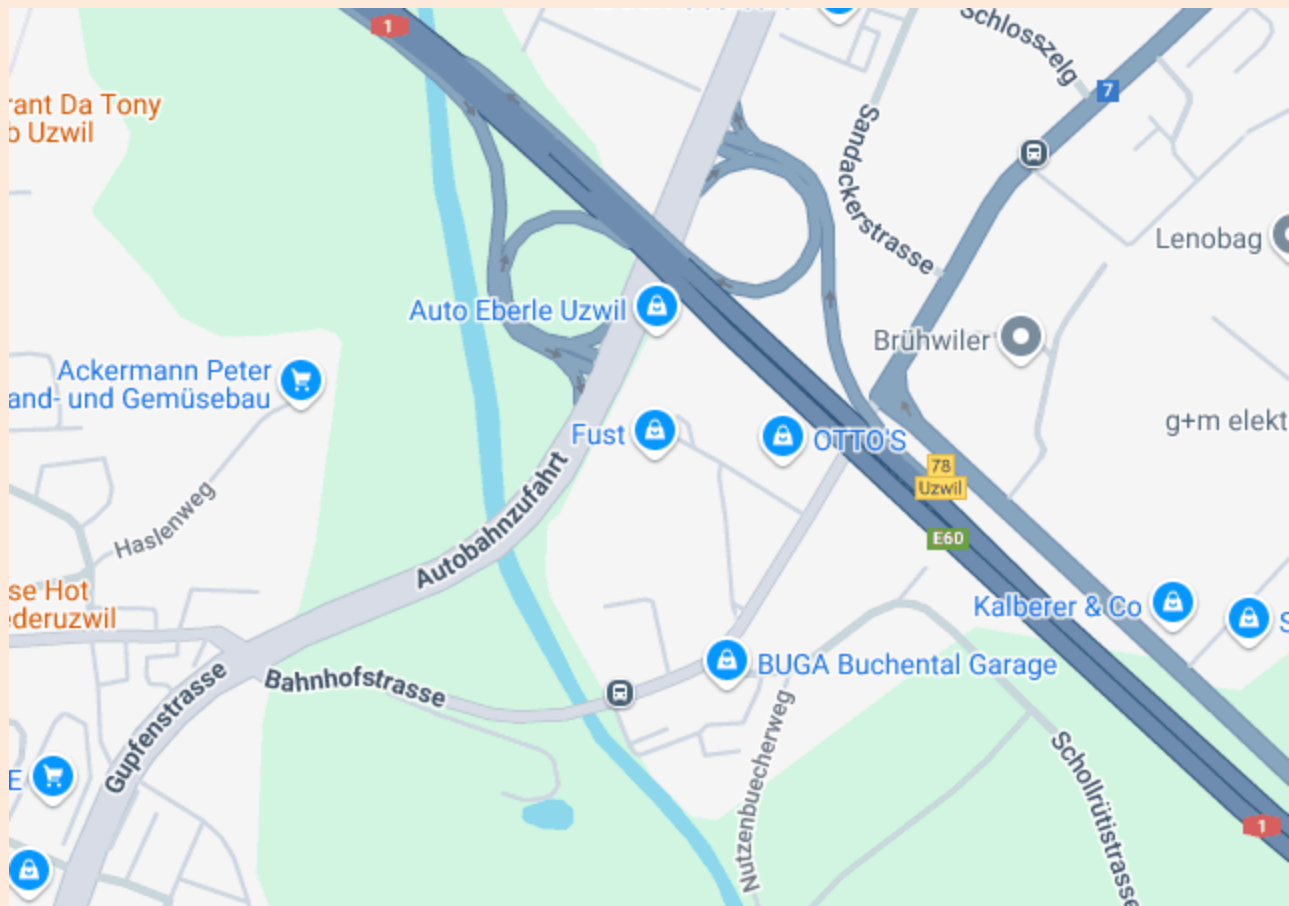 1
Schlosszelg
7
rant Da Tony
b Uzwil
Sandackerstrasse
Lenobag
Auto Eberle Uzwil
Brühwiler
Ackermann Peter
and- und Gemüsebau
Fust
OTTO'S
g+m elekt
78
Uzwil
Haslenweg
Autobahnzufahrt
E60
se Hot
ederuzwil
Kalberer & Co
S
BUGA Buchental Garage
Bahnhofstrasse
Gupfenstrasse
E
Nutzenbuecherweg
Schollrütistrasse
1